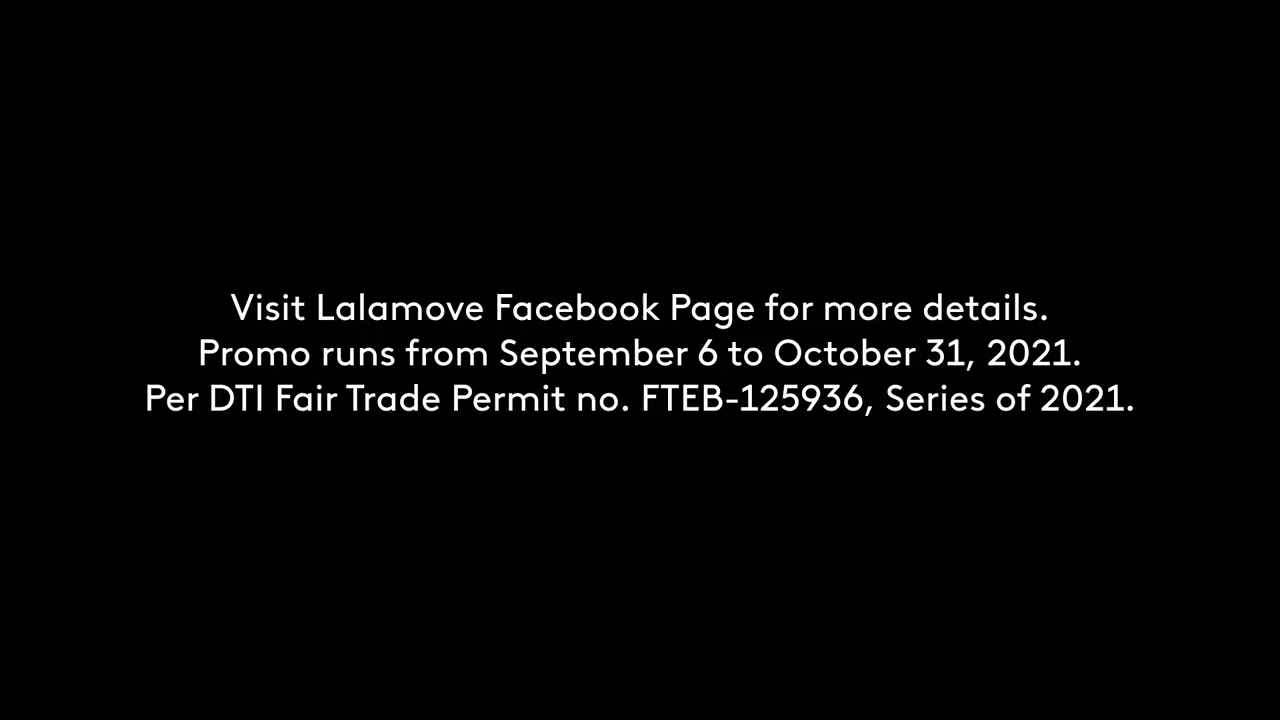 Visit Lalamove Facebook Page for more details.
Promo runs from September 6 to October 31, 2021.
Per DTI Fair Trade Permit no. FTEB-125936, Series of 2021.